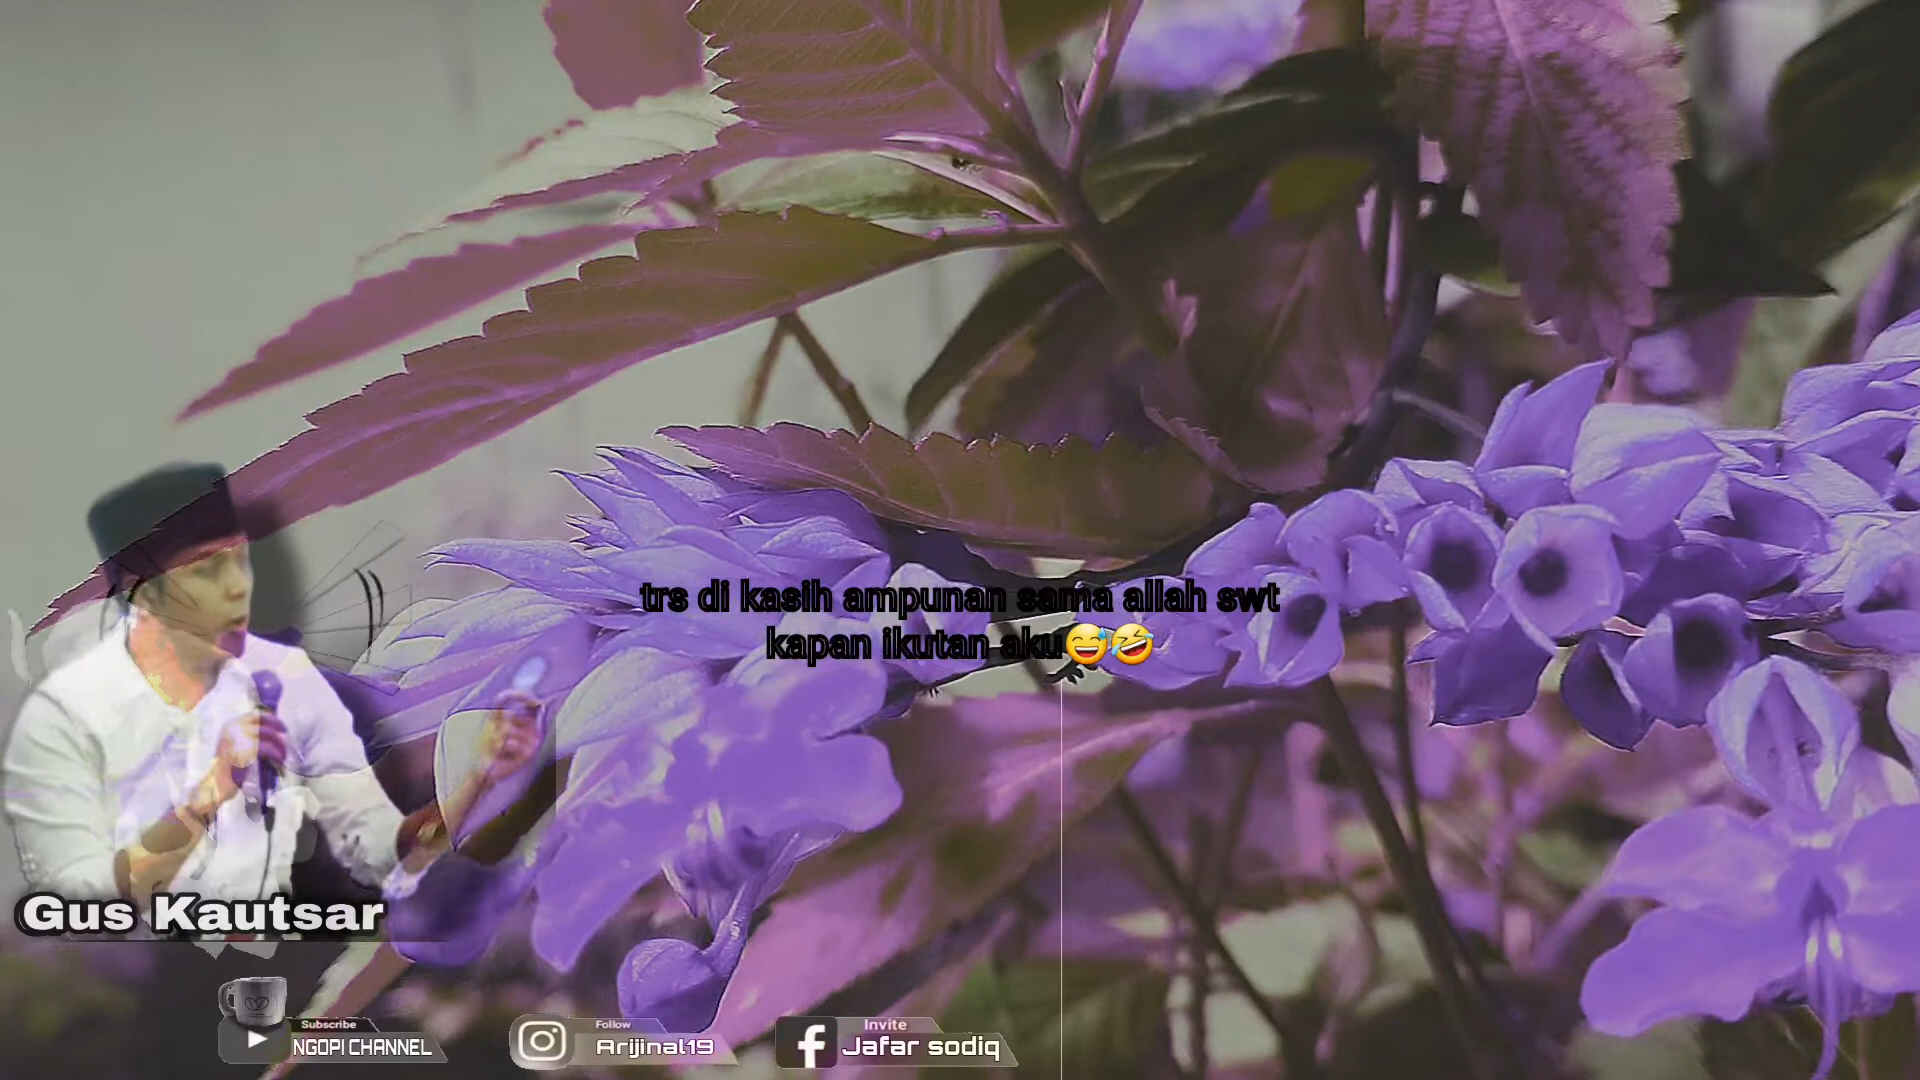 trs di kasih ampunan sama allah swt
kapan ikutan aku😅🤣
Gus Kautsar
Subscribe
NGOPI CHANNEL
Follow
Arijinal19
Invite
Jafar sodiq